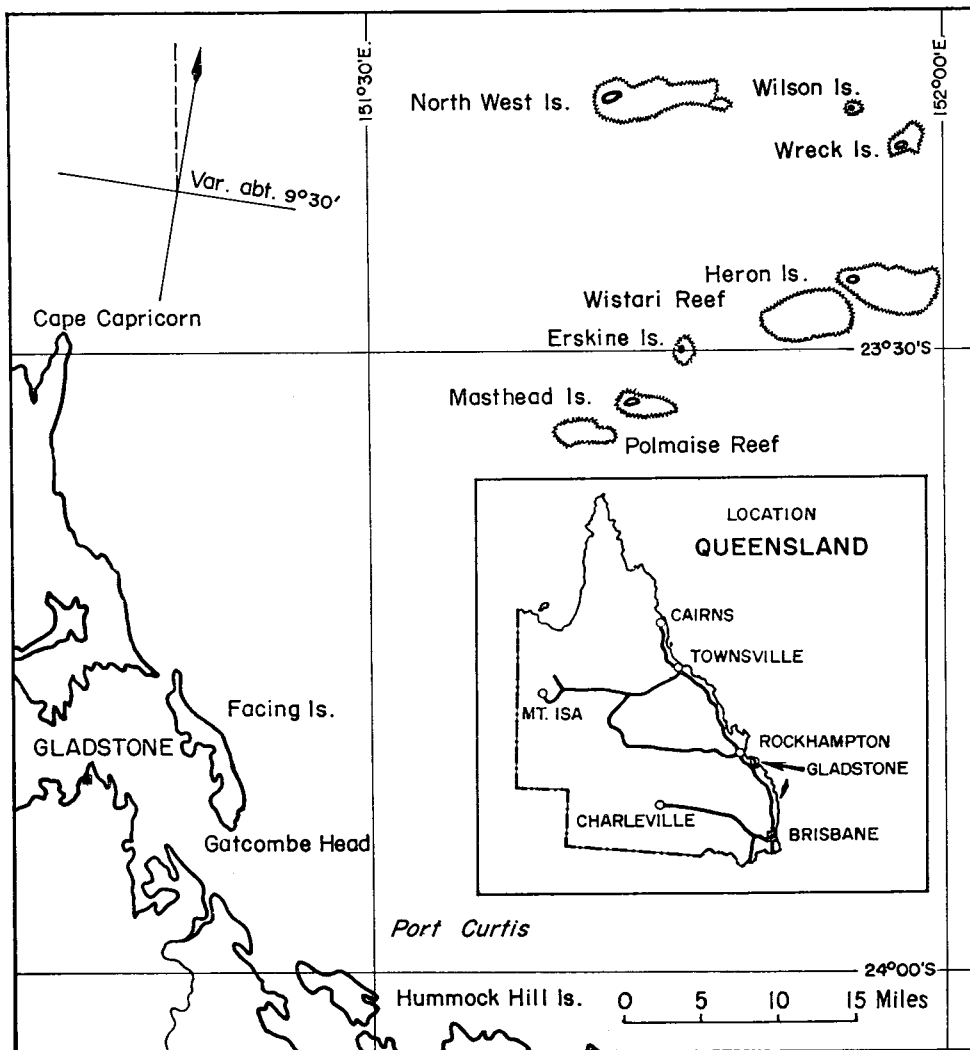 151°30'E.
152°00'E.
North West Is.
Wilson Is.
Wreck Is.
Var. abt. 9°30'
Heron Is.
Wistari Reef
Cape Capricorn
Erskine Is.
23°30'S
Masthead Is.
Polmaise Reef
LOCATION
QUEENSLAND
CAIRNS
TOWNSVILLE
MT. ISA
ROCKHAMPTON
GLADSTONE
CHARLEVILLE
BRISBANE
Facing Is.
GLADSTONE
Gatcombe Head
Port Curtis
24°00'S
Hummock Hill Is.
0 5 10 15 Miles